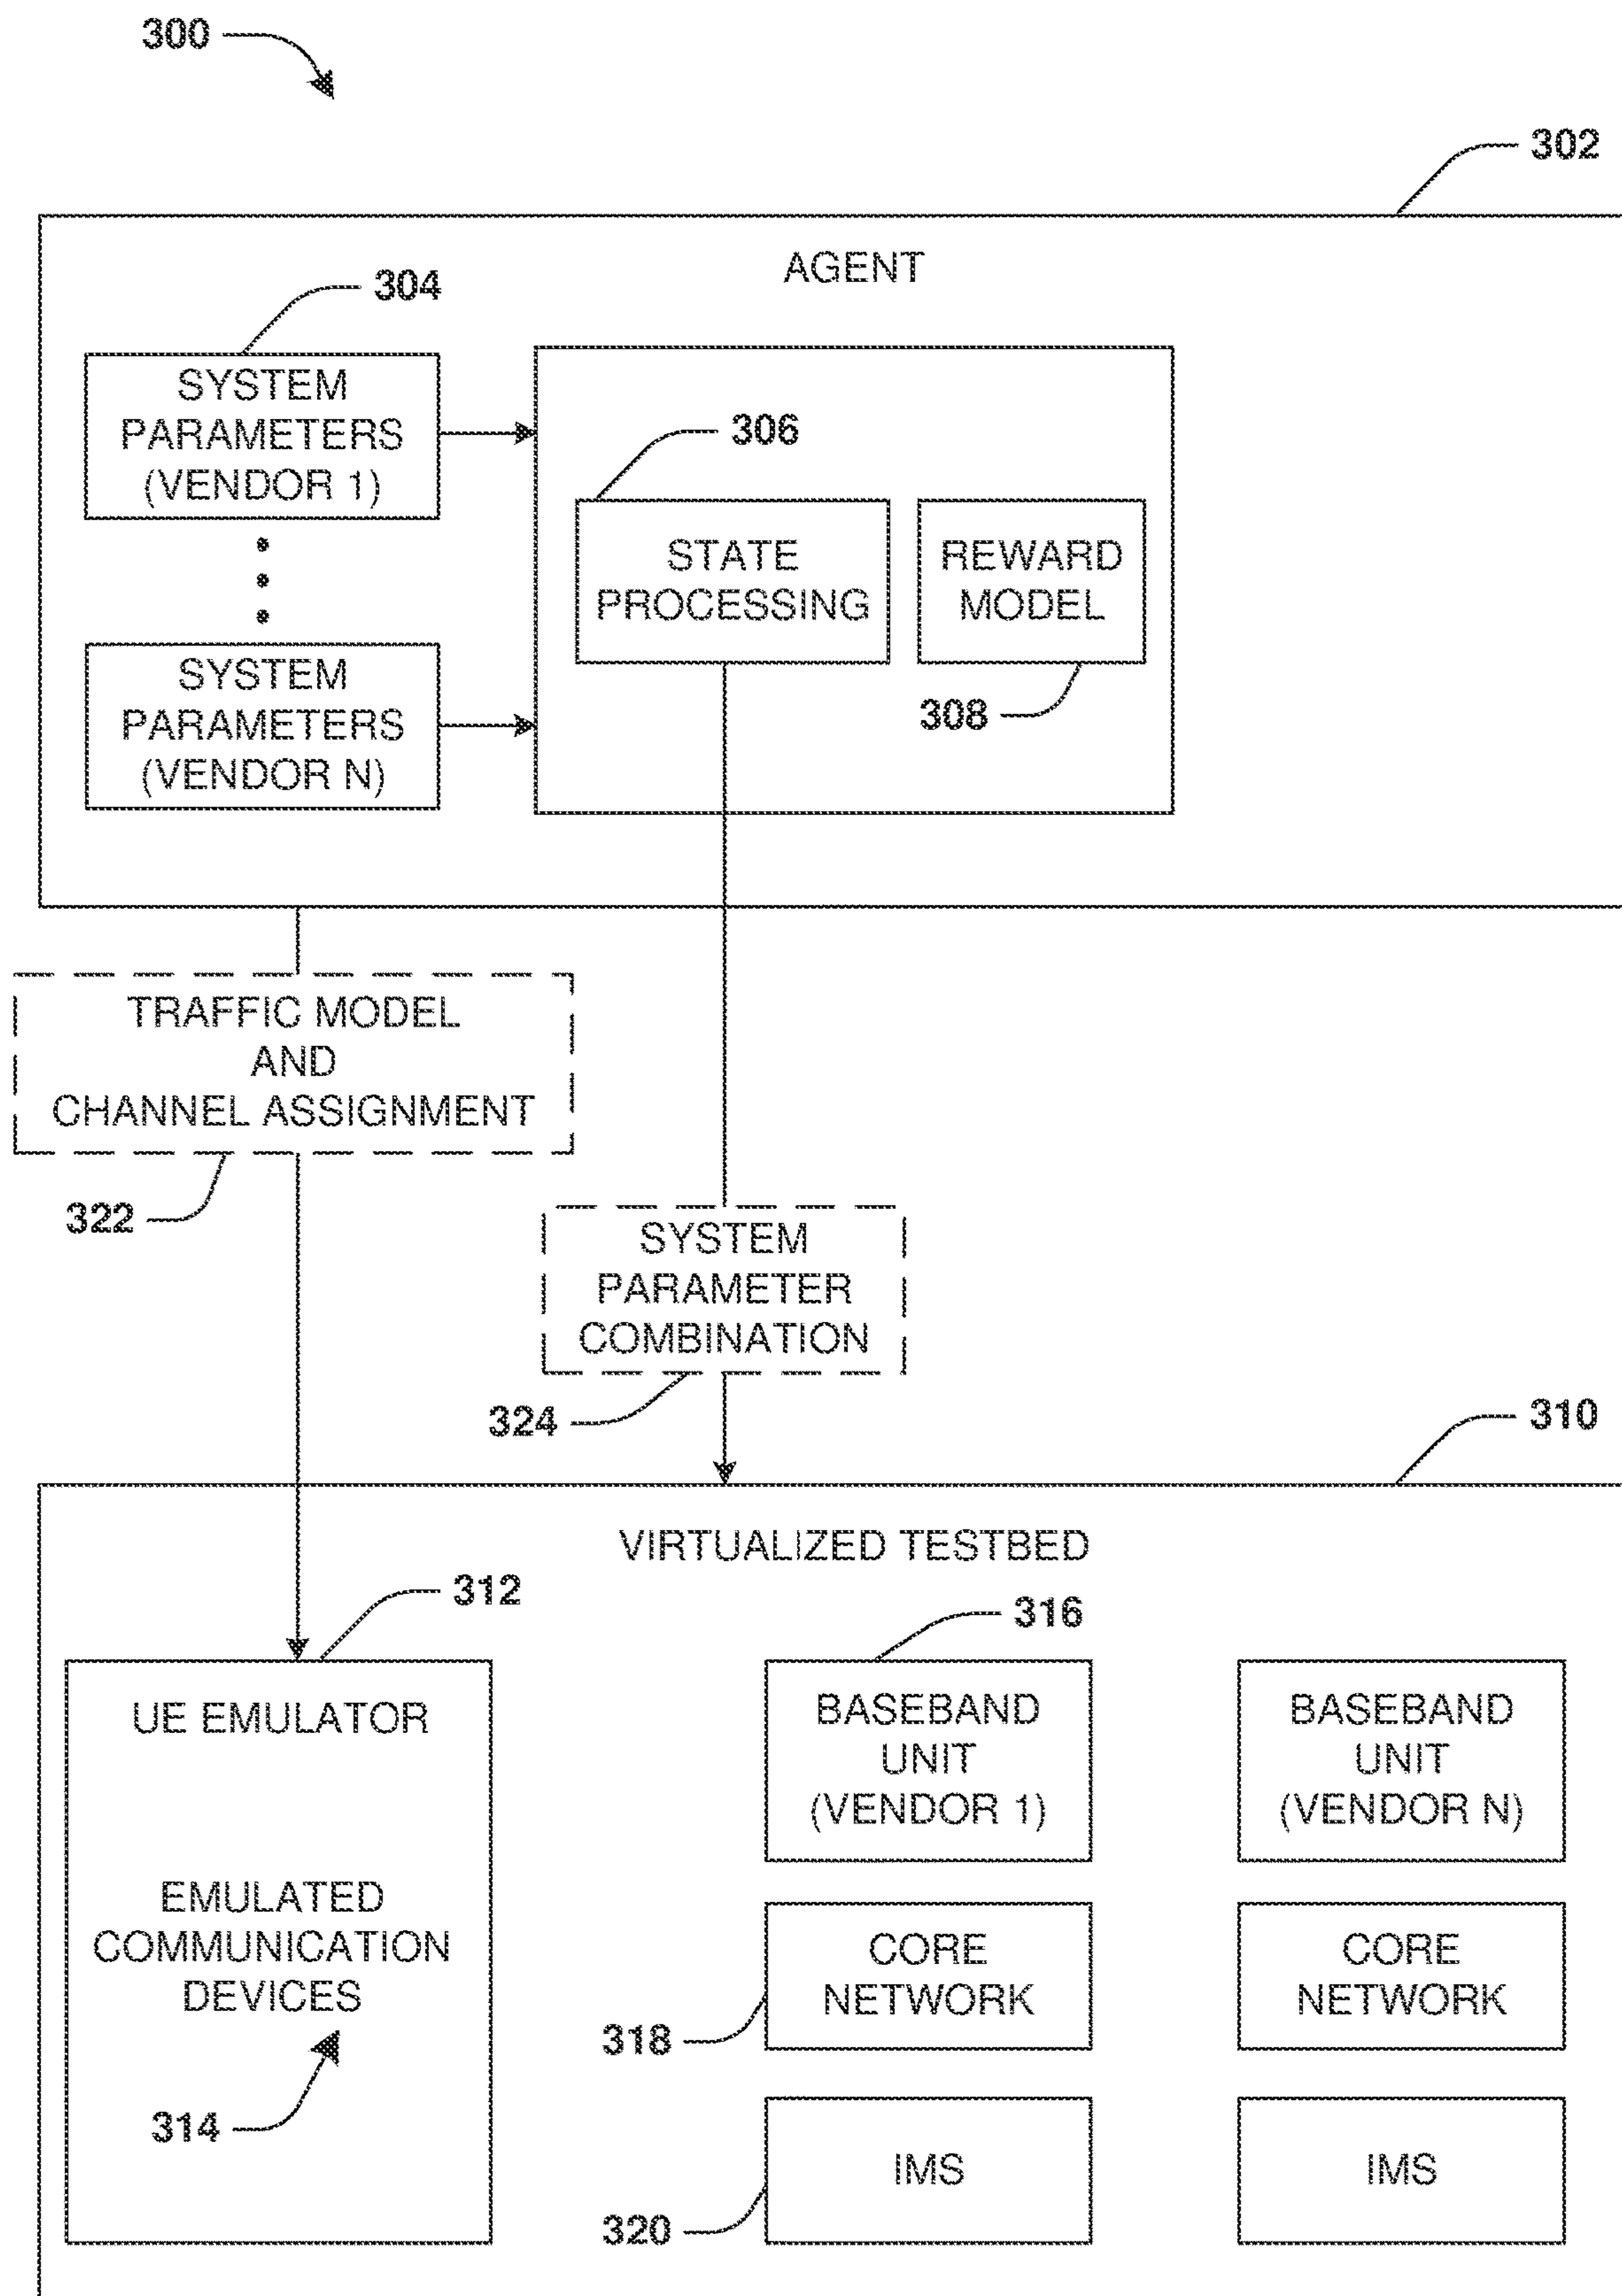 300
302
AGENT
304
SYSTEM
PARAMETERS
(VENDOR 1)
306
STATE
PROCESSING
REWARD
MODEL
308
SYSTEM
PARAMETERS
(VENDOR N)
TRAFFIC MODEL
AND
CHANNEL ASSIGNMENT
322
SYSTEM
PARAMETER
COMBINATION
324
310
VIRTUALIZED TESTBED
312
UE EMULATOR
EMULATED
COMMUNICATION
DEVICES
314
316
BASEBAND
UNIT
(VENDOR 1)
BASEBAND
UNIT
(VENDOR N)
CORE
NETWORK
318
CORE
NETWORK
IMS
320
IMS